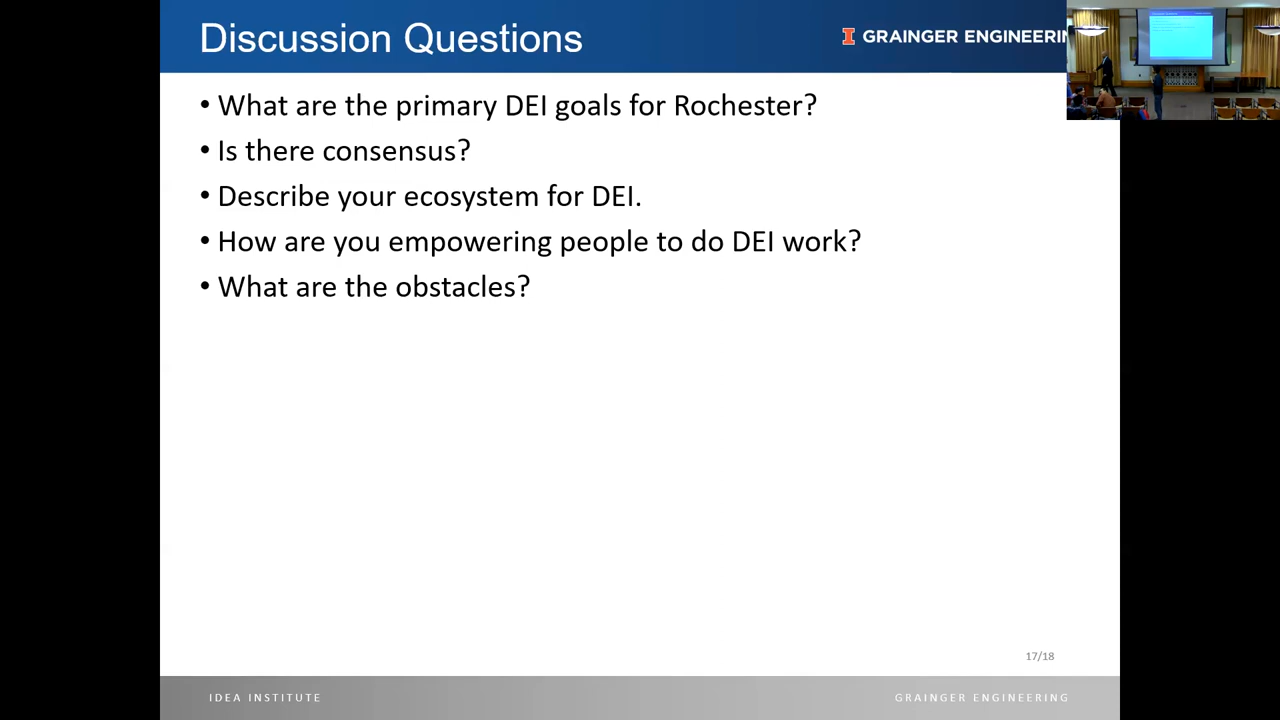 Discussion Questions
I GRAINGER ENGINEERIN
• What are the primary DEI goals for Rochester?
• Is there consensus?
• Describe your ecosystem for DEI.
• How are you empowering people to do DEI work?
• What are the obstacles?
17/18
IDEA INSTITUTE
GRAINGER ENGINEERING